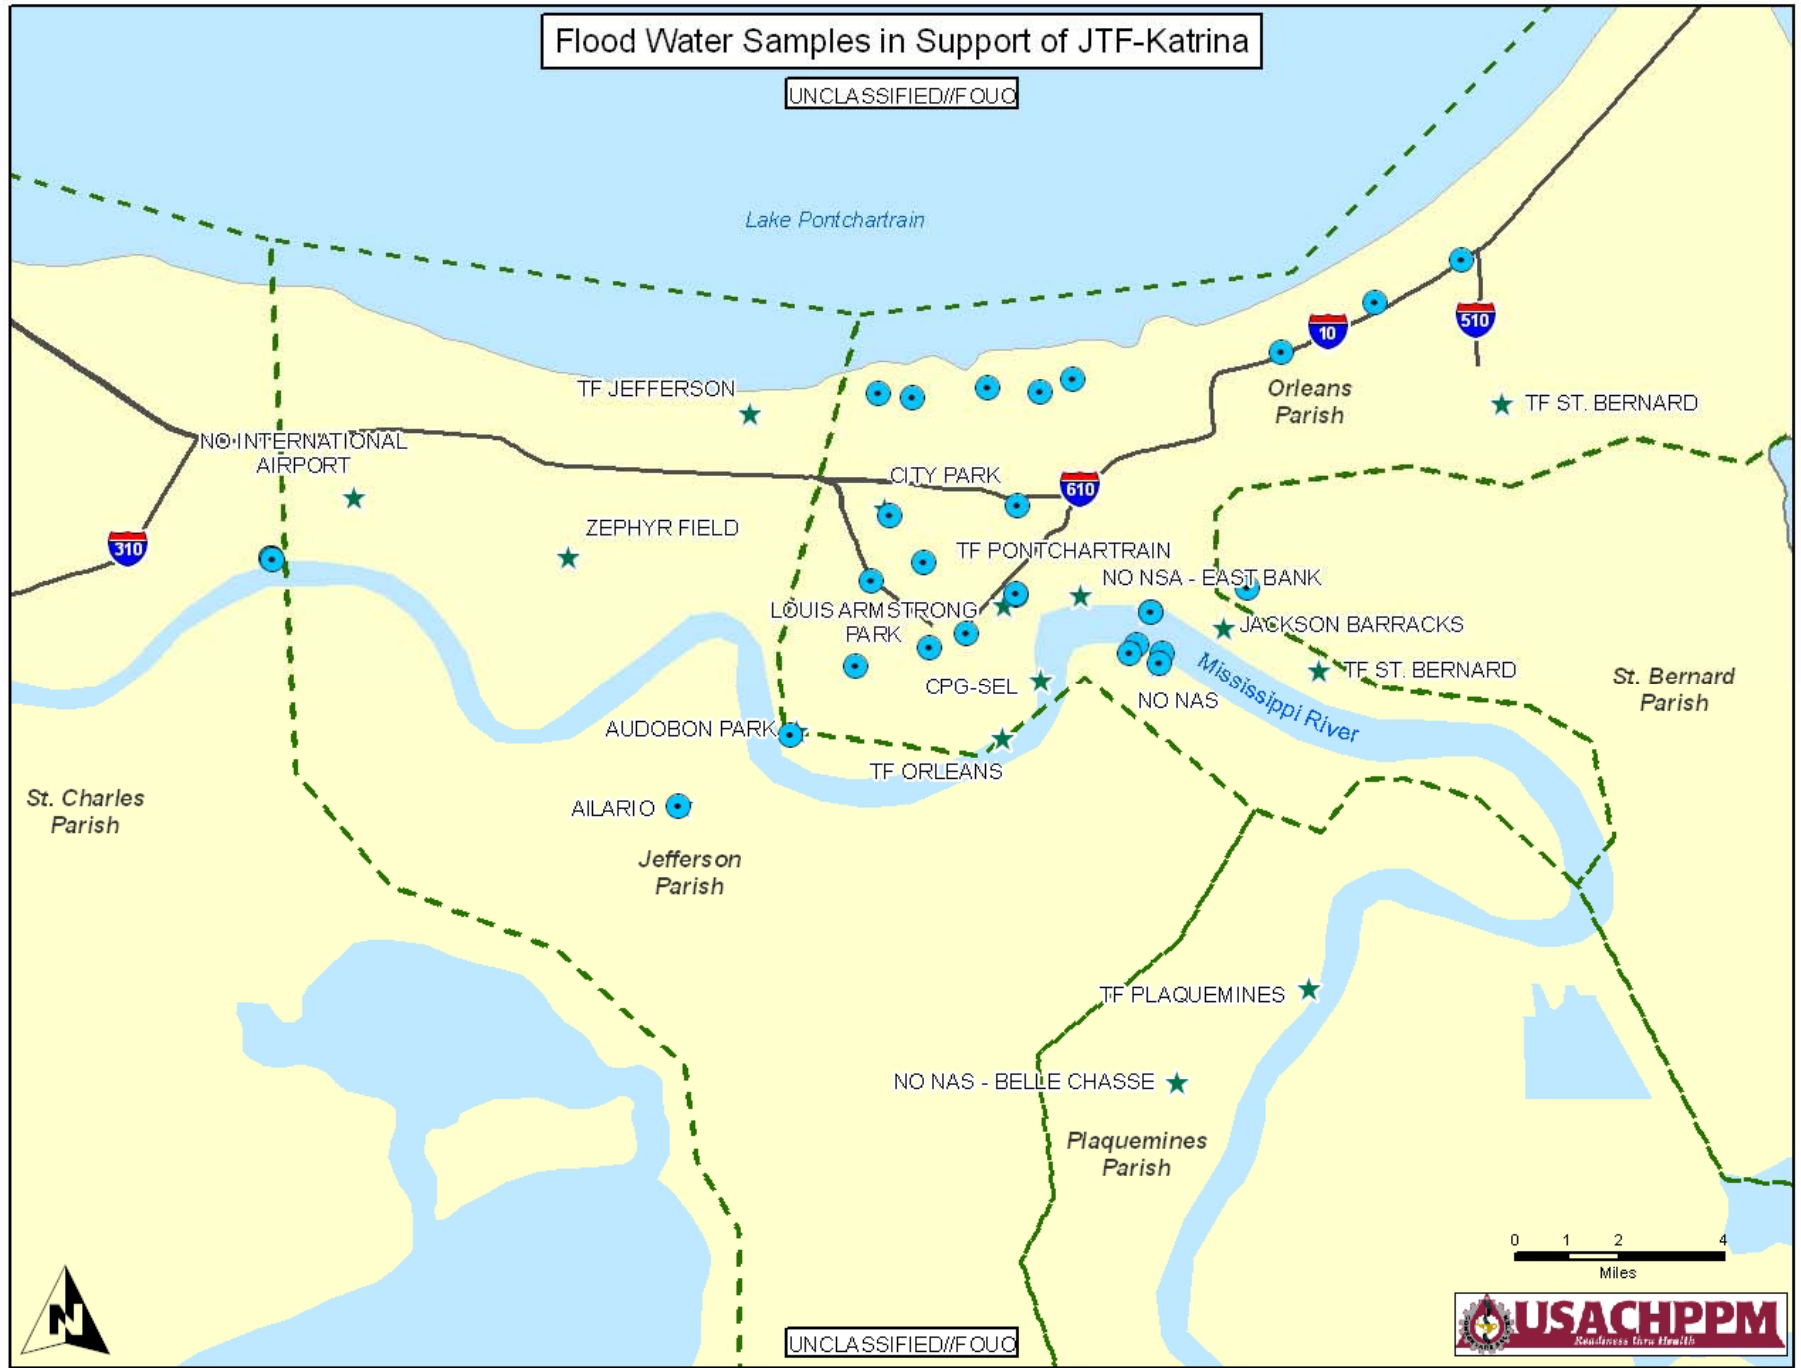 Flood Water Samples in Support of JTF-Katrina
UNCLASSIFIED//FOUO
Lake Pontchartrain
10
510
TF JEFFERSON
Orleans
Parish
TF ST. BERNARD
NO INTERNATIONAL
AIRPORT
CITY PARK
610
310
ZEPHYR FIELD
TF PONTCHARTRAIN
NO NSA - EAST BANK
LOUIS ARMSTRONG
PARK
JACKSON BARRACKS
TF ST. BERNARD
CPG-SEL
NO NAS
Mississippi River
St. Bernard
Parish
AUDOBON PARK
TF ORLEANS
St. Charles
Parish
AILARIO
Jefferson
Parish
TF PLAQUEMINES
NO NAS - BELLE CHASSE
Plaquemines
Parish
0 1 2 4
Miles
N
USACHPPM
Readiness thru Health
UNCLASSIFIED//FOUO